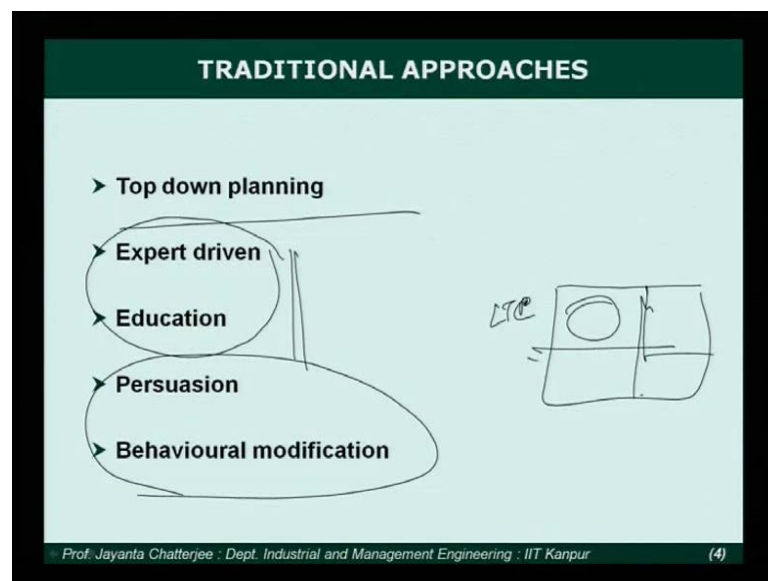 TRADITIONAL APPROACHES
Top down planning
Expert driven
Education
Persuasion
Behavioural modification
Prof. Jayanta Chatterjee : Dept. Industrial and Management Engineering : IIT Kanpur (4)